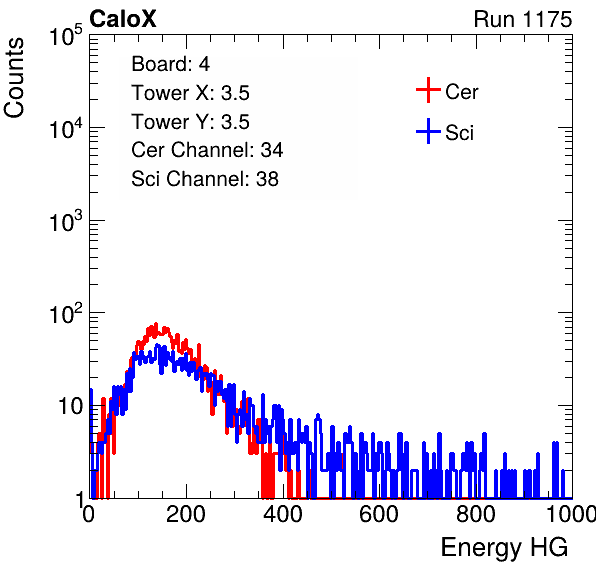 CaloX Run 1175
Counts
Board: 4
Tower X: 3.5
Tower Y: 3.5
Cer Channel: 34
Sci Channel: 38
Cer
Sci
10^5
10^4
10^3
10^2
10
1
0 200 400 600 800 1000
Energy HG